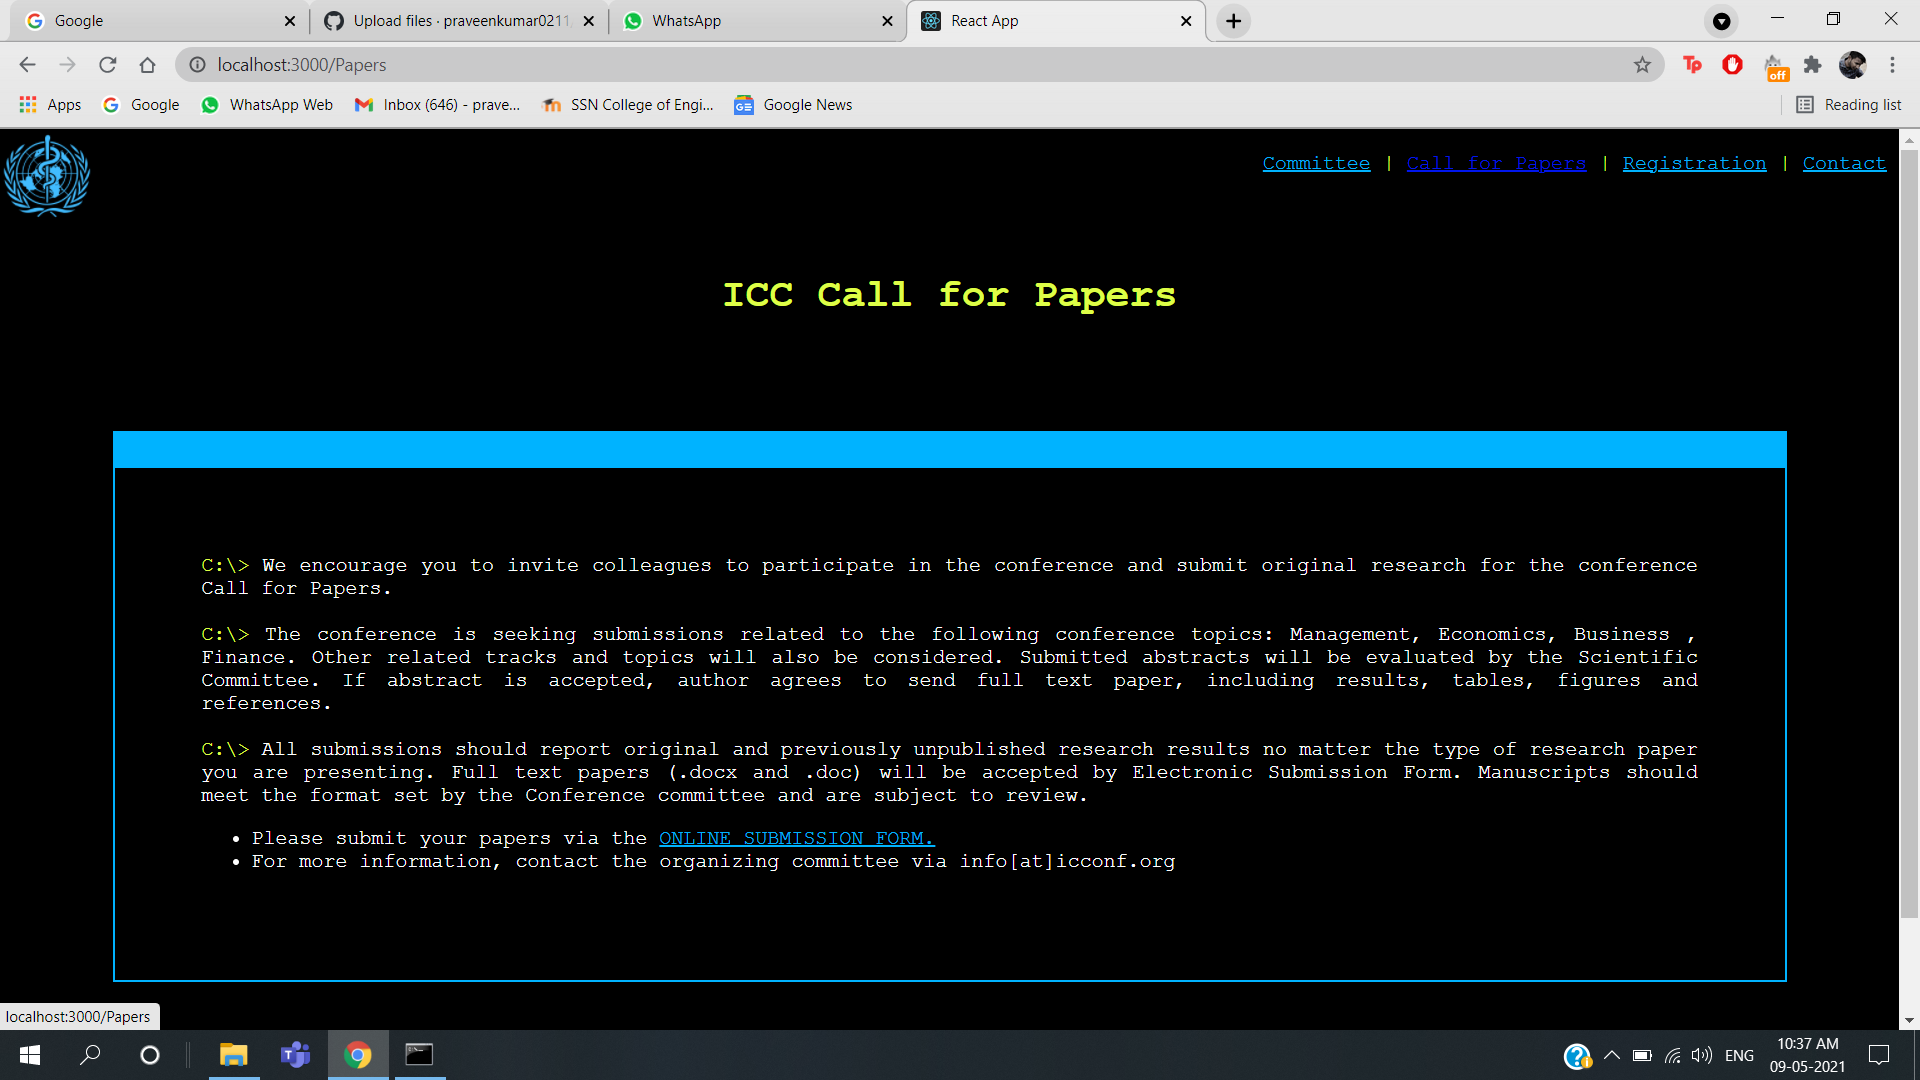 Google
Upload files · praveenkumar0211
WhatsApp
React App
localhost:3000/Papers
Tp
off
Apps
Google
WhatsApp Web
Inbox (646) - prave...
SSN College of Engi...
GE
Google News
Reading list
Committee | Call for Papers | Registration | Contact
ICC Call for Papers
C:\> We encourage you to invite colleagues to participate in the conference and submit original research for the conference
Call for Papers.
C:\> The conference is seeking submissions related to the following conference topics: Management, Economics, Business ,
Finance. Other related tracks and topics will also be considered. Submitted abstracts will be evaluated by the Scientific
Committee. If abstract is accepted, author agrees to send full text paper, including results, tables, figures and
references.
C:\> All submissions should report original and previously unpublished research results no matter the type of research paper
you are presenting. Full text papers (.docx and .doc) will be accepted by Electronic Submission Form. Manuscripts should
meet the format set by the Conference committee and are subject to review.
• Please submit your papers via the ONLINE SUBMISSION FORM.
• For more information, contact the organizing committee via info[at]icconf.org
localhost:3000/Papers
ENG
10:37 AM
09-05-2021